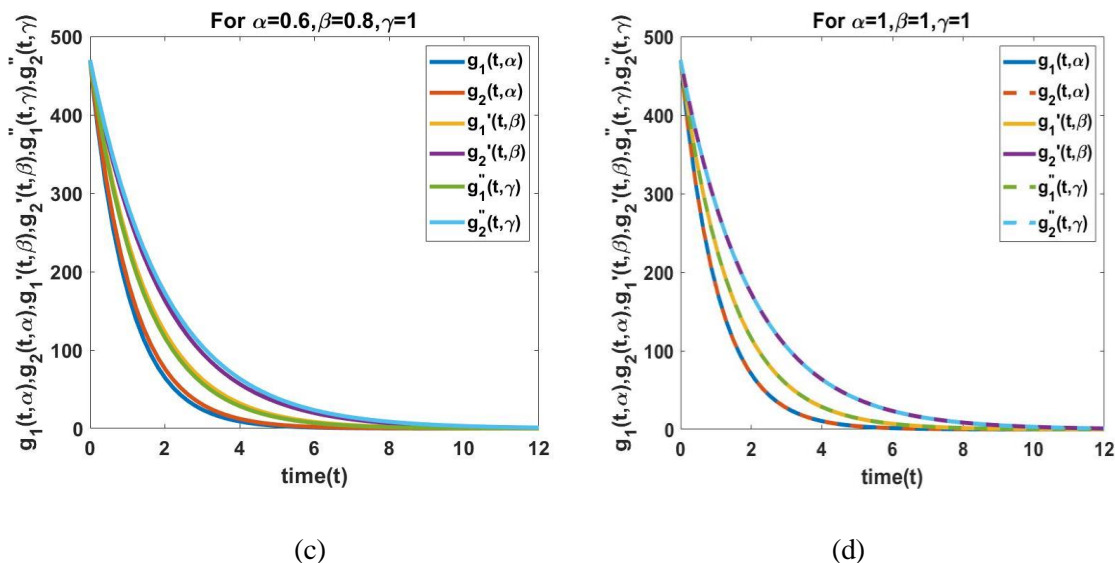 For α=0.6,β=0.8,γ=1
g₁(t,α),g₂(t,α),g₁'(t,β),g₂'(t,β),g₁"(t,γ),g₂"(t,γ)
500
400
300
200
100
0
g₁(t,α)
g₂(t,α)
g₁'(t,β)
g₂'(t,β)
g₁"(t,γ)
g₂"(t,γ)
0 2 4 6 8 10 12
time(t)
(c)
For α=1,β=1,γ=1
g₁(t,α),g₂(t,α),g₁'(t,β),g₂'(t,β),g₁"(t,γ),g₂"(t,γ)
500
400
300
200
100
0
g₁(t,α)
g₂(t,α)
g₁'(t,β)
g₂'(t,β)
g₁"(t,γ)
g₂"(t,γ)
0 2 4 6 8 10 12
time(t)
(d)